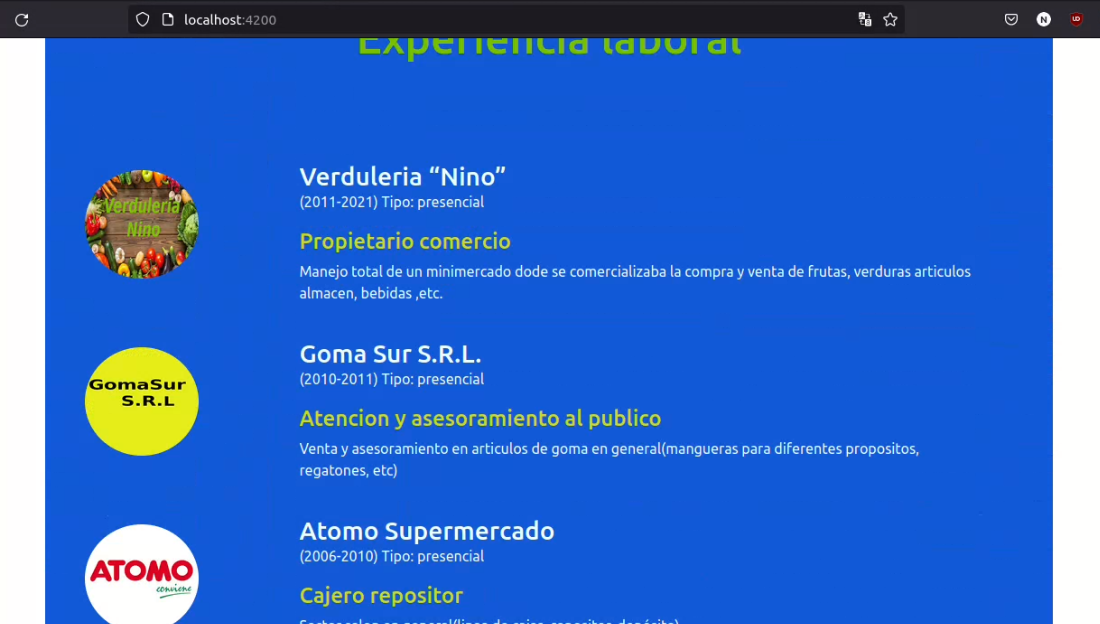 localhost:4200
Experiencia laboral
Verduleria “Nino”
(2011-2021) Tipo: presencial
Verduleria
Nino
Propietario comercio
Manejo total de un minimercado dode se comercializaba la compra y venta de frutas, verduras articulos
almacen, bebidas ,etc.
Goma Sur S.R.L.
(2010-2011) Tipo: presencial
GomaSur
S.R.L
Atencion y asesoramiento al publico
Venta y asesoramiento en articulos de goma en general(mangueras para diferentes propositos,
regatones, etc)
Atomo Supermercado
(2006-2010) Tipo: presencial
ATOMO
conviene
Cajero repositor